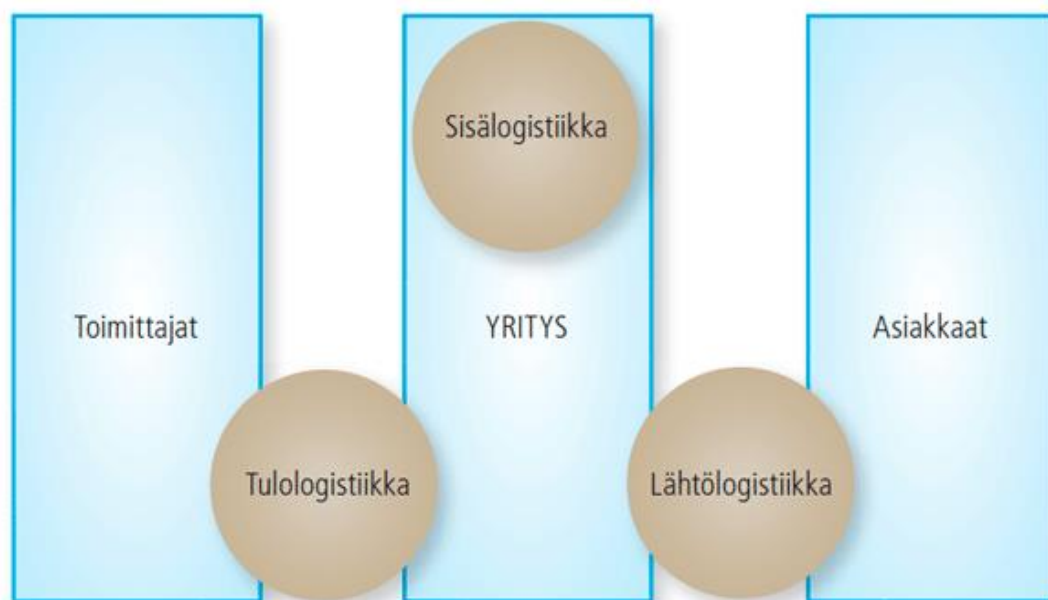 Sisälogistiikka
Toimittajat
YRITYS
Asiakkaat
Tulologistiikka
Lähtölogistiikka